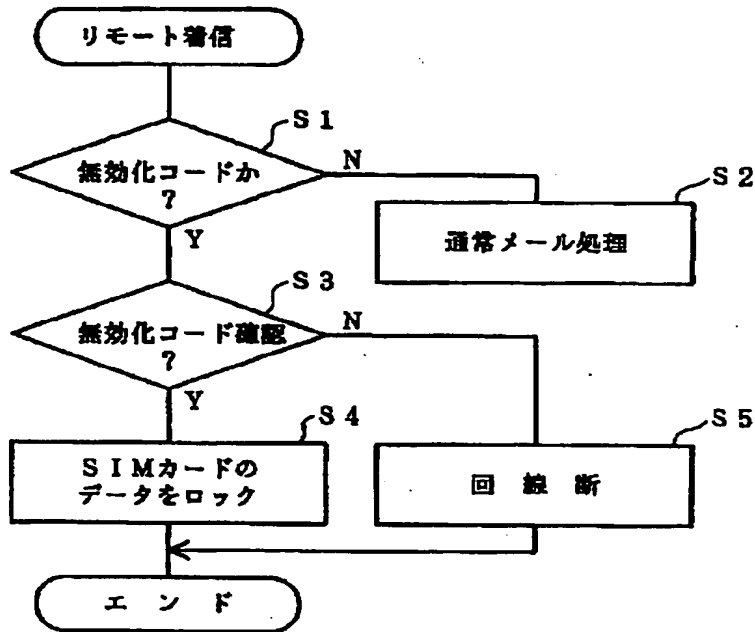 リモート着信
S1
無効化コードか
?
N
Y
S2
通常メール処理
S3
無効化コード確認
?
N
Y
S4
SIMカードの
データをロック
S5
回線断
エンド